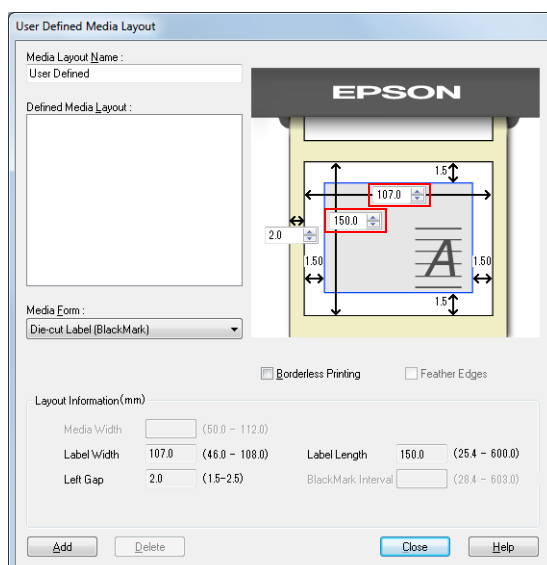 User Defined Media Layout
Media Layout Name :
User Defined
Defined Media Layout :
EPSON
1.5
107.0
150.0
2.0
1.50
A
1.50
1.5
Media Form :
Die-cut Label (BlackMark)
Borderless Printing
Feather Edges
Layout Information(mm)
Media Width (50.0 - 112.0)
Label Width 107.0 (46.0 - 108.0) Label Length 150.0 (25.4 - 600.0)
Left Gap 2.0 (1.5-2.5) BlackMark Interval (28.4 - 603.0)
Add Delete Close Help